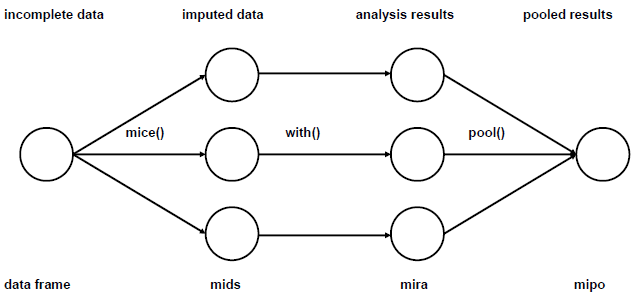 incomplete data imputed data analysis results pooled results
mice() with() pool()
data frame mids mira mipo